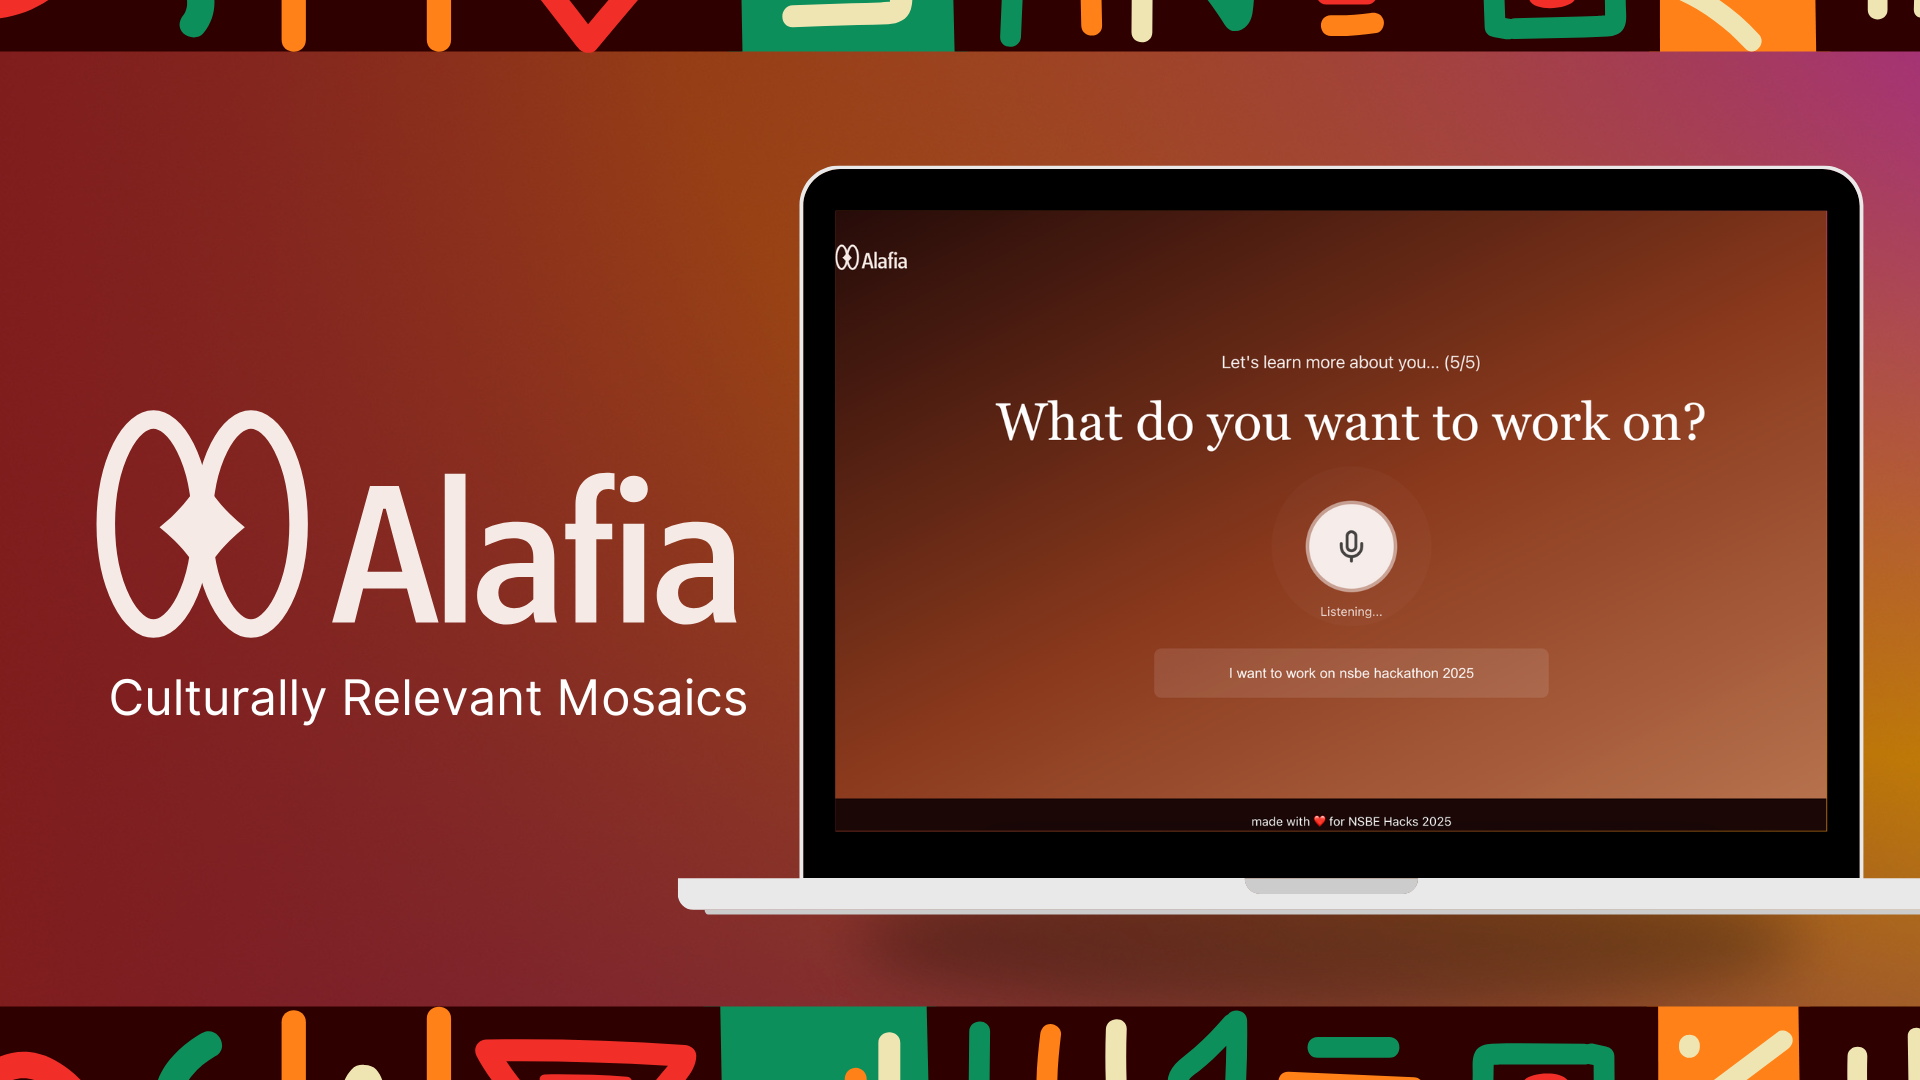 Alafia
Culturally Relevant Mosaics
Alafia
Let's learn more about you... (5/5)
What do you want to work on?
Listening...
I want to work on nsbe hackathon 2025
made with ❤️ for NSBE Hacks 2025